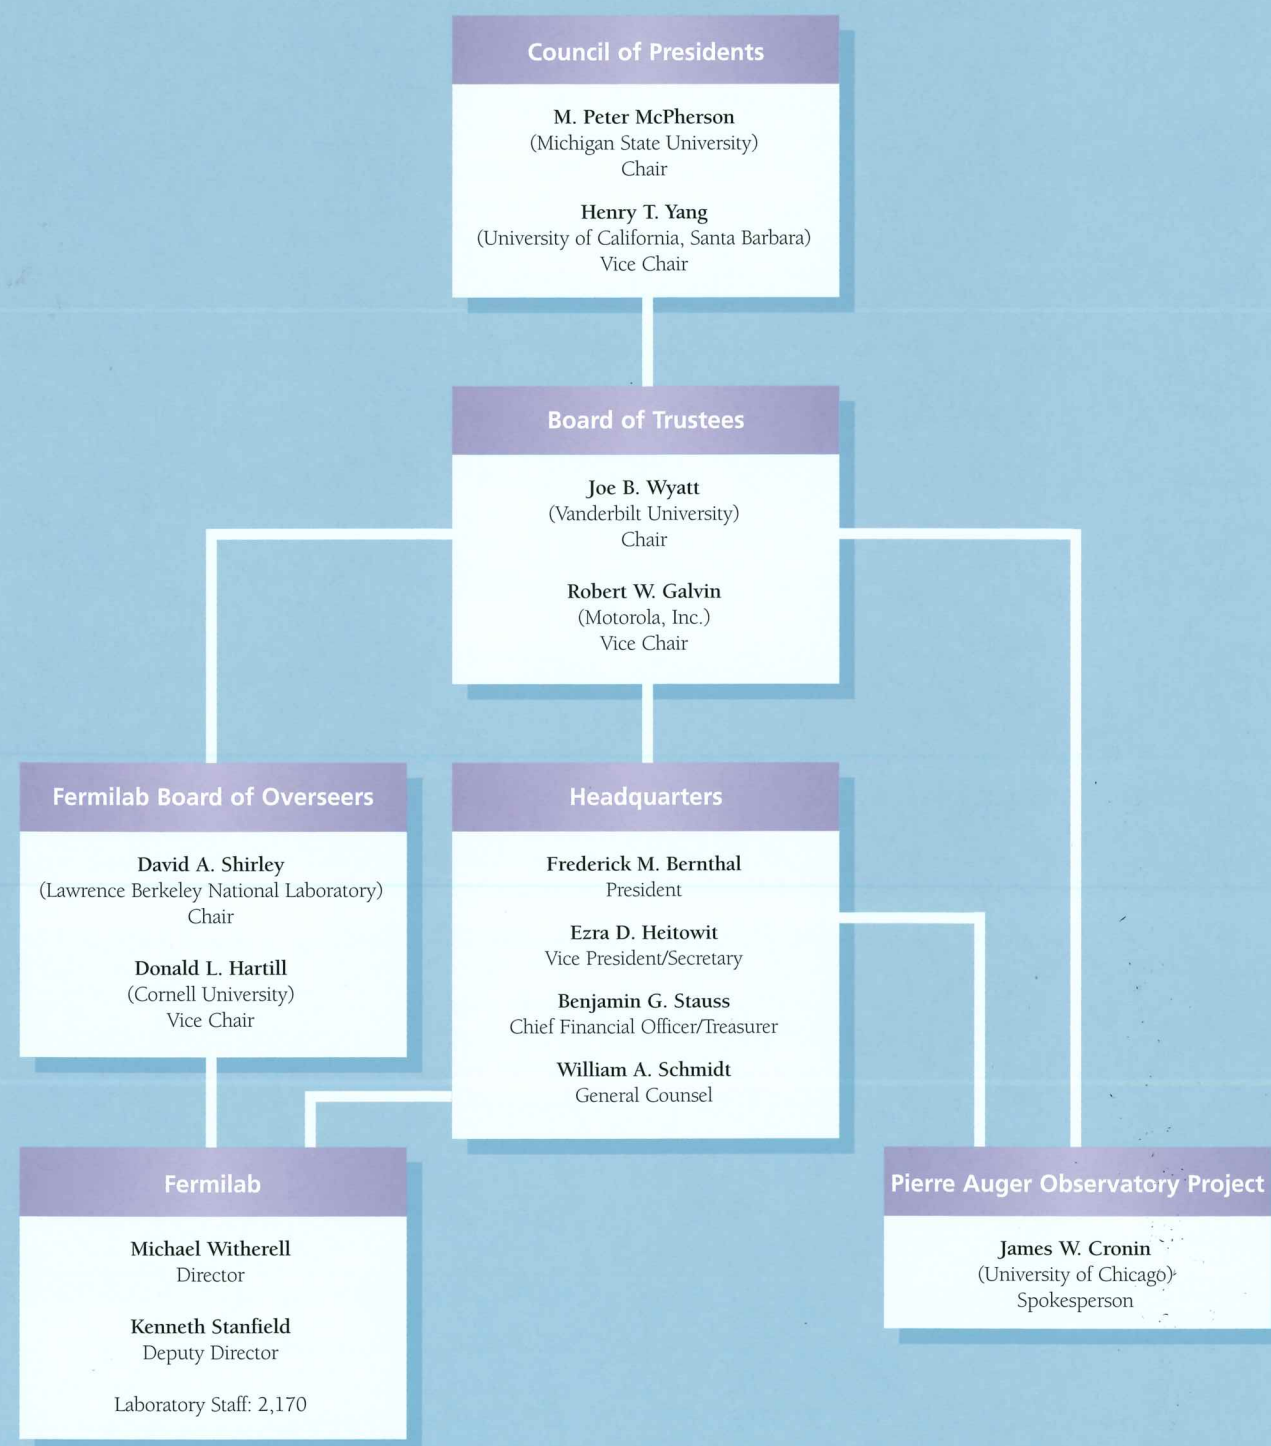 Council of Presidents
M. Peter McPherson
(Michigan State University)
Chair
Henry T. Yang
(University of California, Santa Barbara)
Vice Chair
Board of Trustees
Joe B. Wyatt
(Vanderbilt University)
Chair
Robert W. Galvin
(Motorola, Inc.)
Vice Chair
Fermilab Board of Overseers
David A. Shirley
(Lawrence Berkeley National Laboratory)
Chair
Donald L. Hartill
(Cornell University)
Vice Chair
Headquarters
Frederick M. Bernthal
President
Ezra D. Heitowit
Vice President/Secretary
Benjamin G. Stauss
Chief Financial Officer/Treasurer
William A. Schmidt
General Counsel
Fermilab
Michael Witherell
Director
Kenneth Stanfield
Deputy Director
Laboratory Staff: 2,170
Pierre Auger Observatory Project
James W. Cronin
(University of Chicago)
Spokesperson